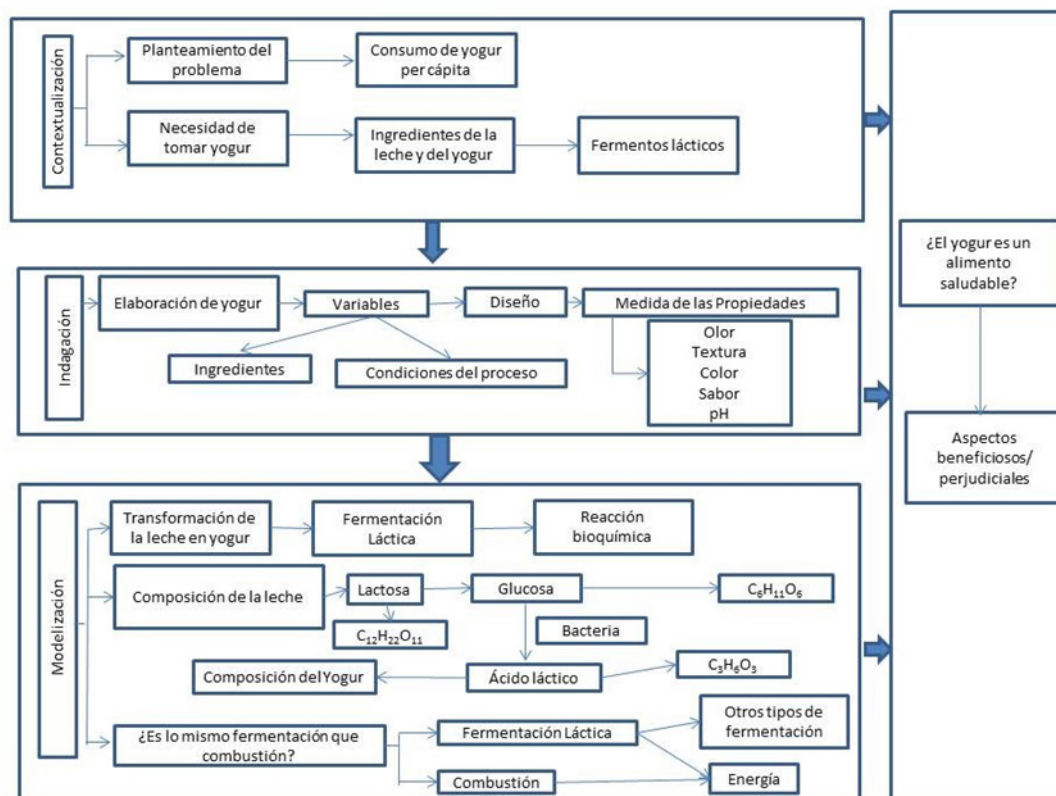 Contextualización
Planteamiento del
problema
Consumo de yogur
per cápita
Necesidad de
tomar yogur
Ingredientes de la
leche y del yogur
Fermentos lácticos
Indagación
Elaboración de yogur
Variables
Diseño
Medida de las Propiedades
Ingredientes
Condiciones del proceso
Olor
Textura
Color
Sabor
pH
Modelización
Transformación de
la leche en yogur
Fermentación
Láctica
Reacción
bioquímica
Composición de la leche
Lactosa
Glucosa
C₆H₁₁O₆
C₁₂H₂₂O₁₁
Bacteria
Composición del Yogur
Ácido láctico
C₃H₆O₃
¿Es lo mismo fermentación que
combustión?
Fermentación Láctica
Otros tipos de
fermentación
Combustión
Energía
¿El yogur es un
alimento
saludable?
Aspectos
beneficiosos/
perjudiciales